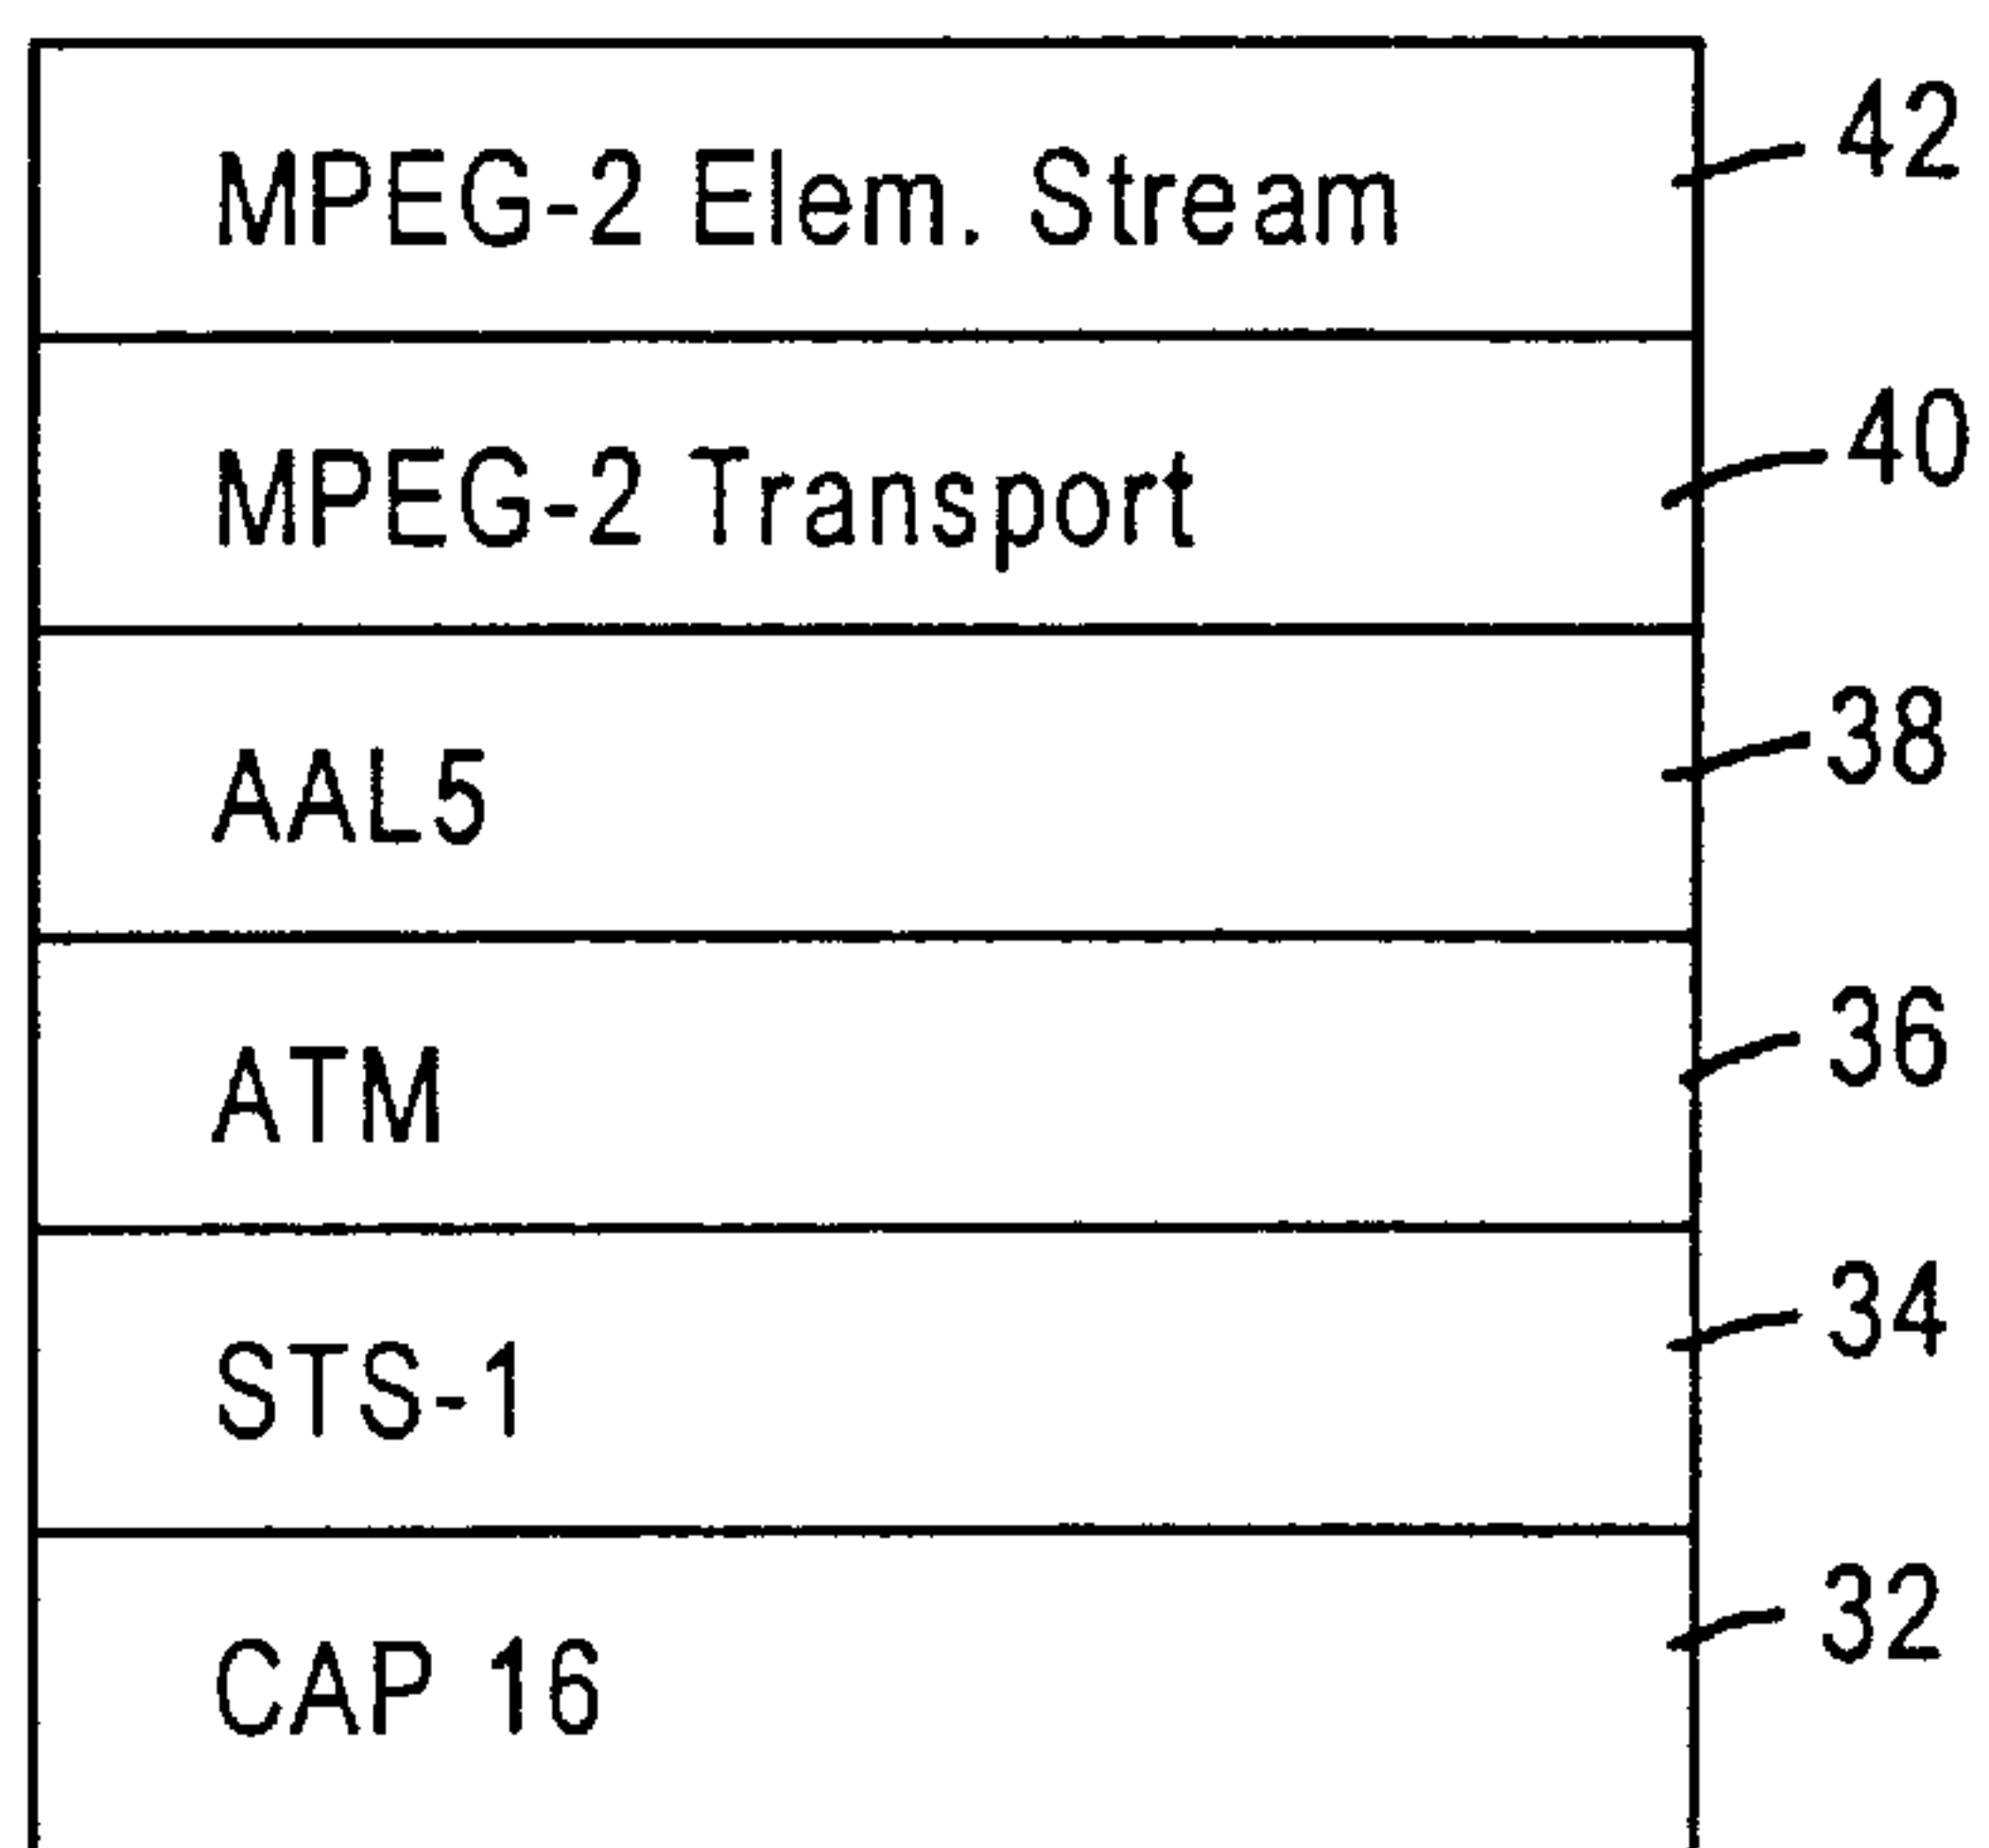 MPEG-2 Elem. Stream 42
MPEG-2 Transport 40
AAL5 38
ATM 36
STS-1 34
CAP 16 32